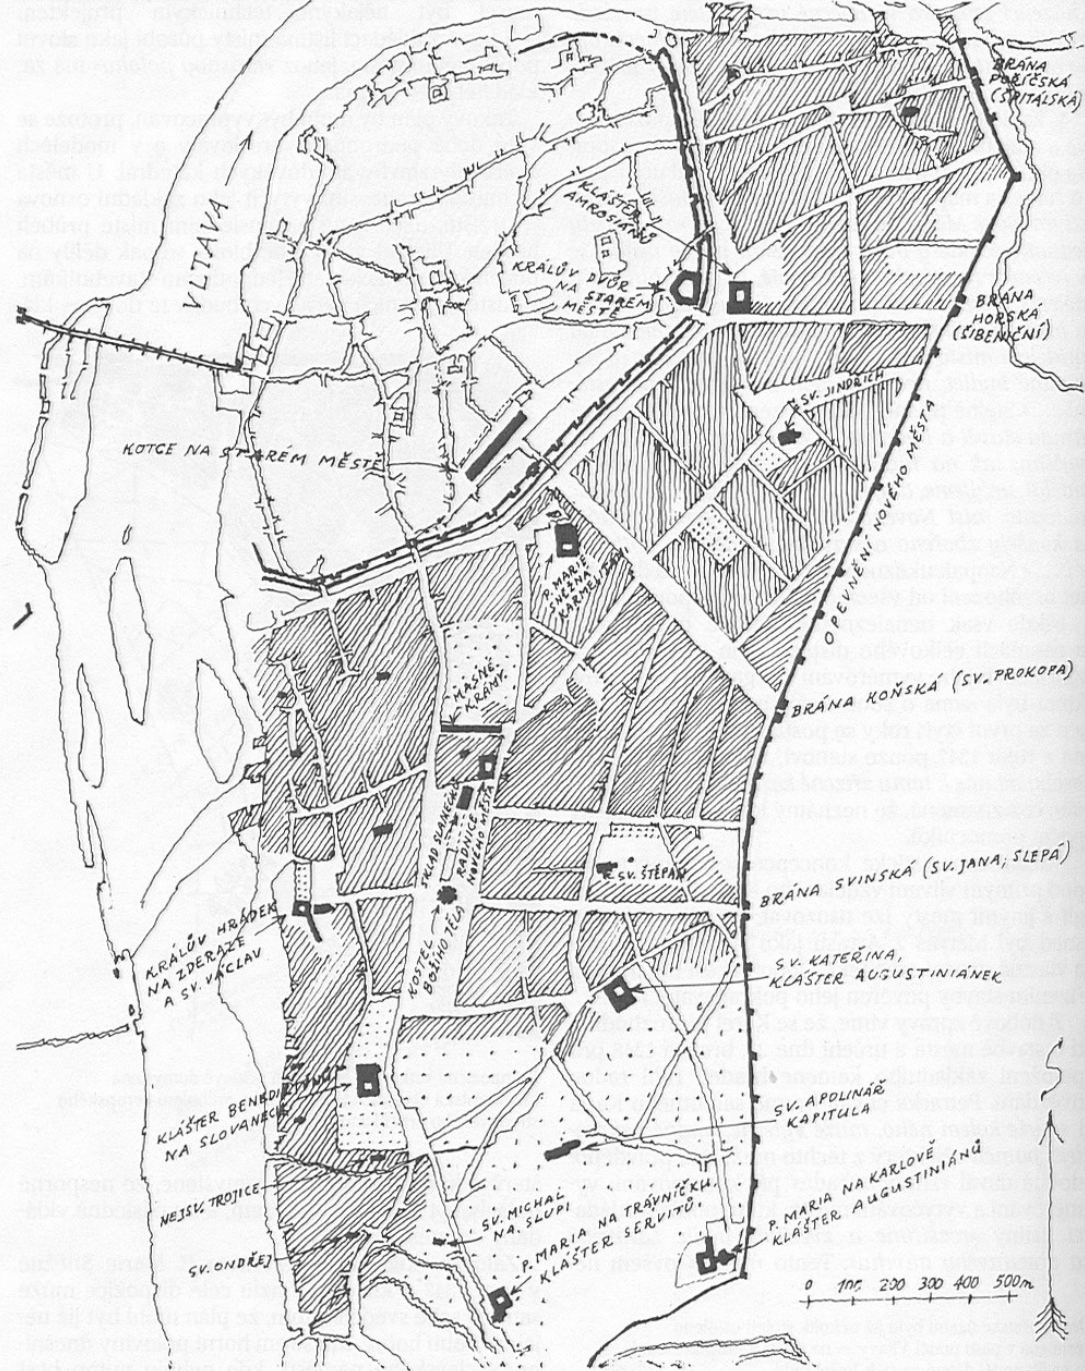 BRÁNA
POŘÍČSKÁ
(ŠPITÁLSKÁ)
VLTAVA
KLÁŠTER
AMBROSIÁNŮ
KRÁLŮV DVŮR
NA STARÉM
MĚSTĚ
BRÁNA
HORSKÁ
(ŠIBENIČNÍ)
SV. JINDŘICH
KOTCE NA STARÉM MĚSTĚ
OPEVNĚNÍ NOVÉHO MĚSTA
P. MARIE
SNĚŽNÁ
KARMELITÁNI
BRÁNA KOŇSKÁ (SV. PROKOPA)
MASNÉ
KRÁMY
SKLAD SLANEČKŮ
RADNICE
NOVÉHO MĚSTA
SV. ŠTĚPÁN
BRÁNA SVINSKÁ (SV. JANA; SLEPÁ)
KOSTEL
BOŽÍHO TĚLA
KRÁLŮV HRÁDEK
NA ZDERAZE
A SV. VÁCLAV
SV. KATEŘINA,
KLÁŠTER AUGUSTINIÁNEK
KLÁŠTER
NA SLOVANECH
SV. APOLINÁŘ
KAPITULA
NEJSV. TROJICE
SV. MICHAL
NA SLUPI
SV. ONDŘEJ
P. MARIA NA TRÁVNÍČKU,
KLÁŠTER SERVITŮ.
P. MARIA NA KARLOVĚ
KLÁŠTER AUGUSTINIÁNŮ
0 100 200 300 400 500m